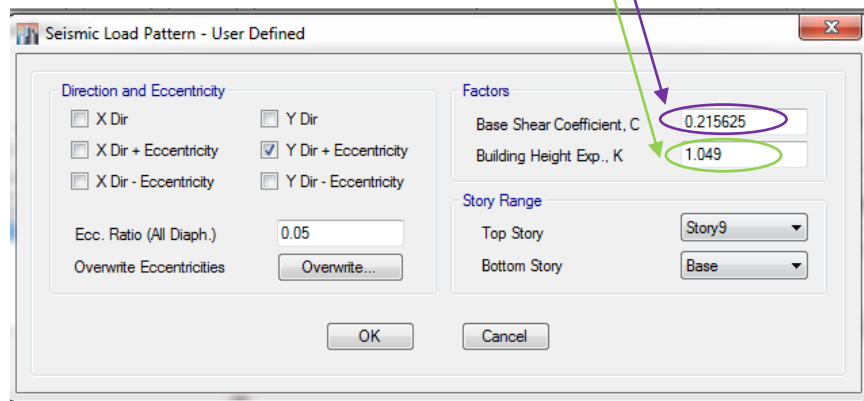 Seismic Load Pattern - User Defined
Direction and Eccentricity
X Dir
Y Dir
X Dir + Eccentricity
Y Dir + Eccentricity
X Dir - Eccentricity
Y Dir - Eccentricity
Ecc. Ratio (All Diaph.)
0.05
Overwrite Eccentricities
Overwrite...
Factors
Base Shear Coefficient, C
0.215625
Building Height Exp., K
1.049
Story Range
Top Story
Story9
Bottom Story
Base
OK
Cancel